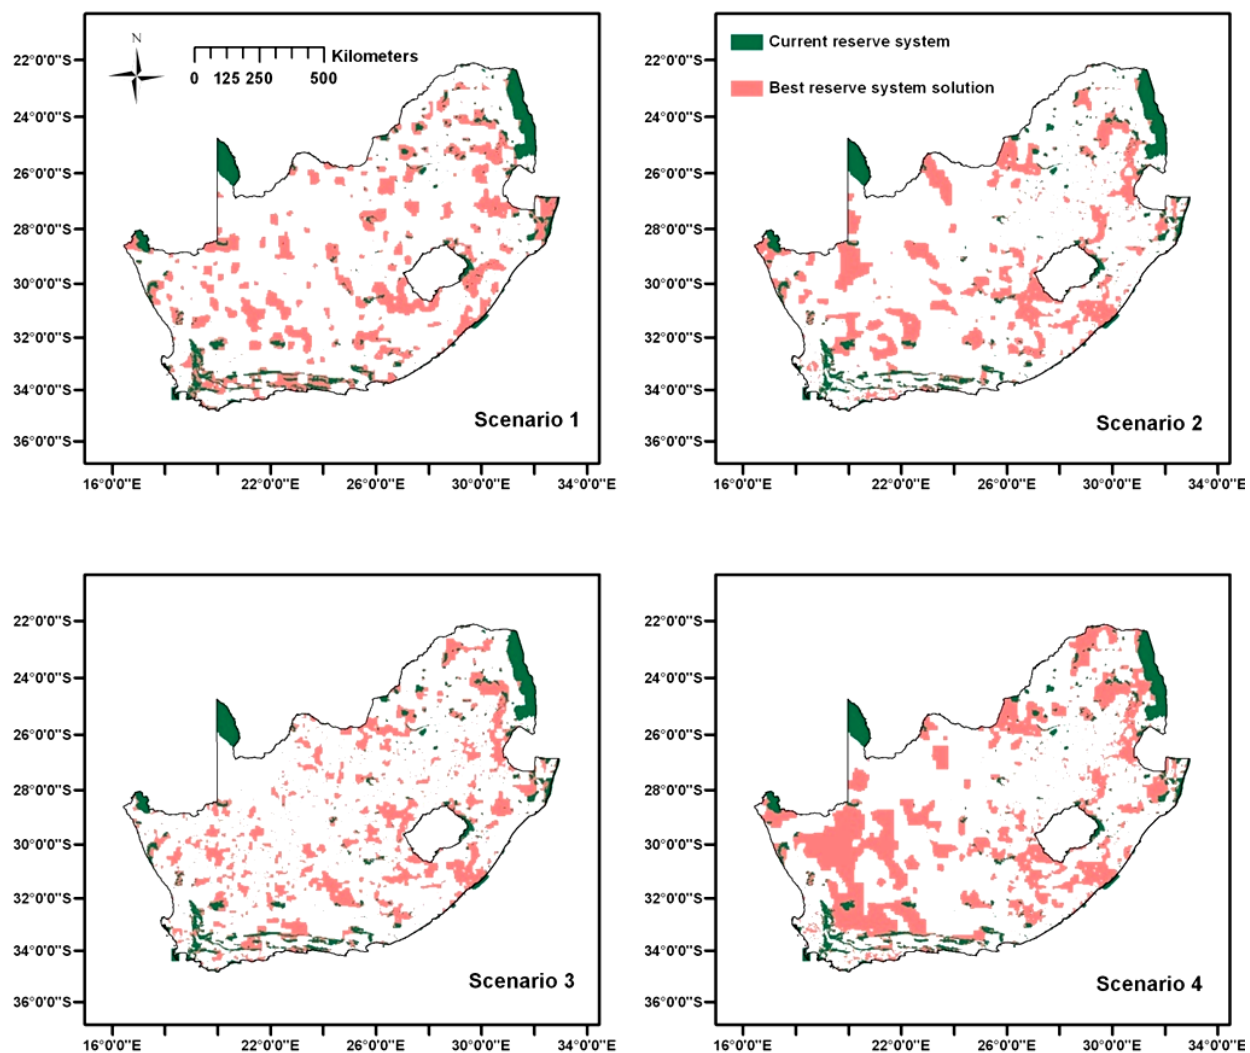 N
Kilometers
0 125 250 500
22°0'0"S
24°0'0"S
26°0'0"S
28°0'0"S
30°0'0"S
32°0'0"S
34°0'0"S
36°0'0"S
Scenario 1
16°0'0"E 22°0'0"E 26°0'0"E 30°0'0"E 34°0'0"E
Current reserve system
Best reserve system solution
22°0'0"S
24°0'0"S
26°0'0"S
28°0'0"S
30°0'0"S
32°0'0"S
34°0'0"S
36°0'0"S
Scenario 2
16°0'0"E 22°0'0"E 26°0'0"E 30°0'0"E 34°0'0"E
22°0'0"S
24°0'0"S
26°0'0"S
28°0'0"S
30°0'0"S
32°0'0"S
34°0'0"S
36°0'0"S
Scenario 3
16°0'0"E 22°0'0"E 26°0'0"E 30°0'0"E 34°0'0"E
22°0'0"S
24°0'0"S
26°0'0"S
28°0'0"S
30°0'0"S
32°0'0"S
34°0'0"S
36°0'0"S
Scenario 4
16°0'0"E 22°0'0"E 26°0'0"E 30°0'0"E 34°0'0"E